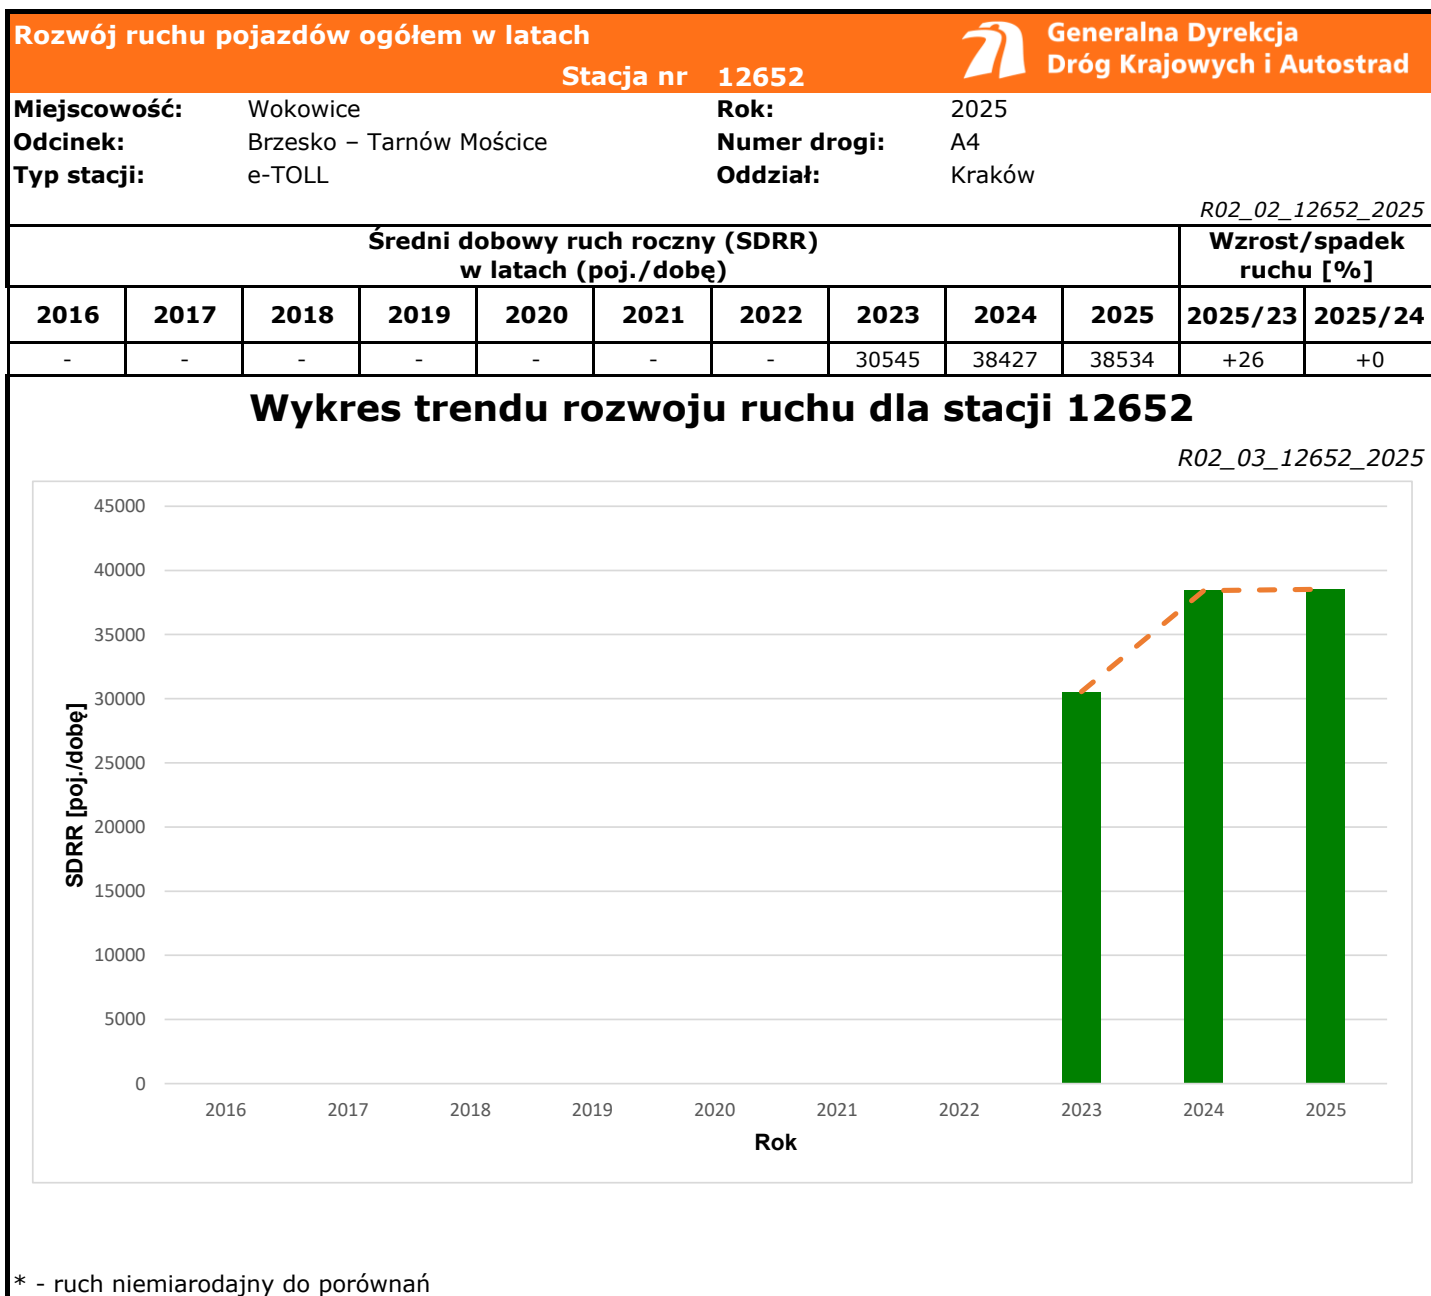 Rozwój ruchu pojazdów ogółem w latach
Generalna Dyrekcja
Dróg Krajowych i Autostrad
Stacja nr 12652
Miejscowość: Wokowice Rok: 2025
Odcinek: Brzesko – Tarnów Mościce Numer drogi: A4
Typ stacji: e-TOLL Oddział: Kraków
R02_02_12652_2025
Średni dobowy ruch roczny (SDRR)
w latach (poj./dobę)
Wzrost/spadek
ruchu [%]
2016 2017 2018 2019 2020 2021 2022 2023 2024 2025 2025/23 2025/24
- - - - - - - 30545 38427 38534 +26 +0
Wykres trendu rozwoju ruchu dla stacji 12652
R02_03_12652_2025
SDRR [poj./dobę]
45000
40000
35000
30000
25000
20000
15000
10000
5000
0
2016 2017 2018 2019 2020 2021 2022 2023 2024 2025
Rok
* - ruch niemiarodajny do porównań